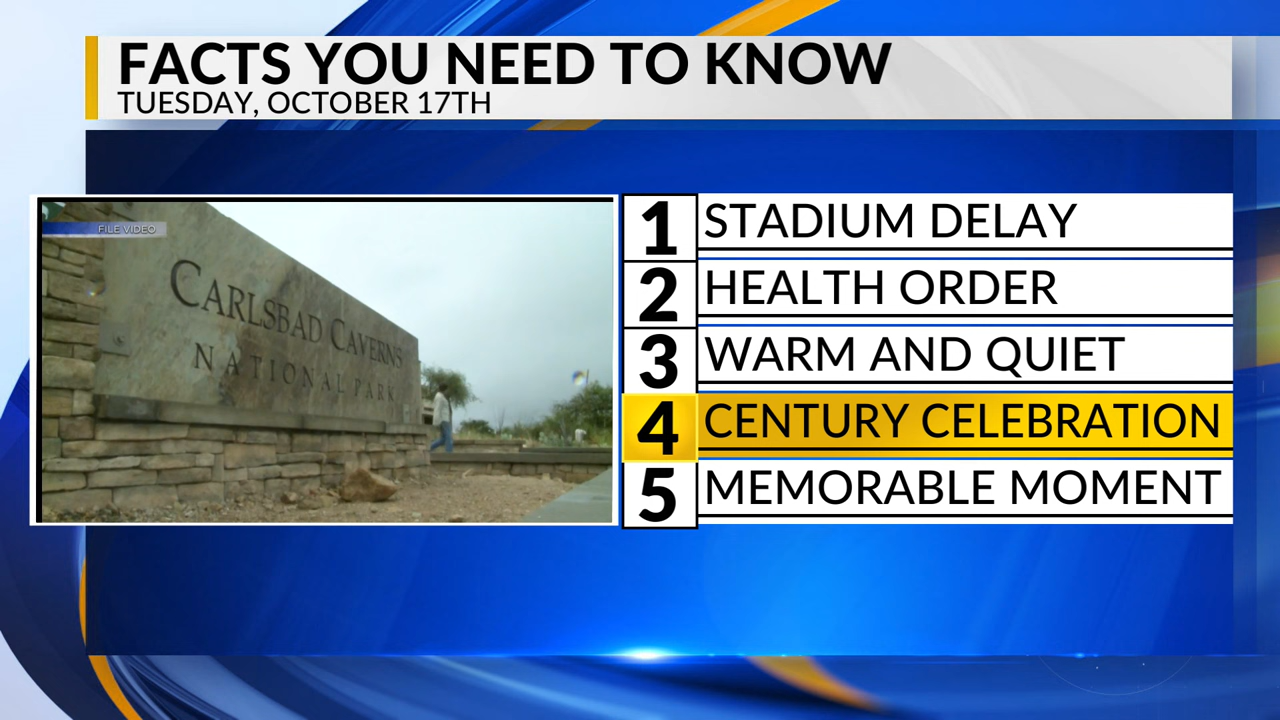 FACTS YOU NEED TO KNOW
TUESDAY, OCTOBER 17TH
FILE VIDEO
CARLSBAD CAVERNS
NATIONAL PARK
1 STADIUM DELAY
2 HEALTH ORDER
3 WARM AND QUIET
4 CENTURY CELEBRATION
5 MEMORABLE MOMENT